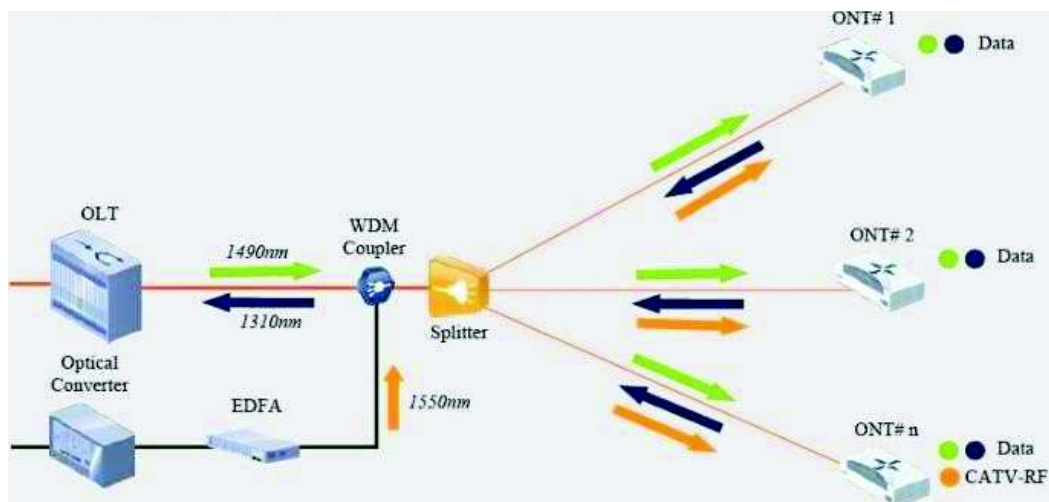 ONT# 1
Data
OLT
WDM
Coupler
1490nm
1310nm
Splitter
ONT# 2
Data
Optical
Converter
EDFA
1550nm
ONT# n
Data
CATV-RF